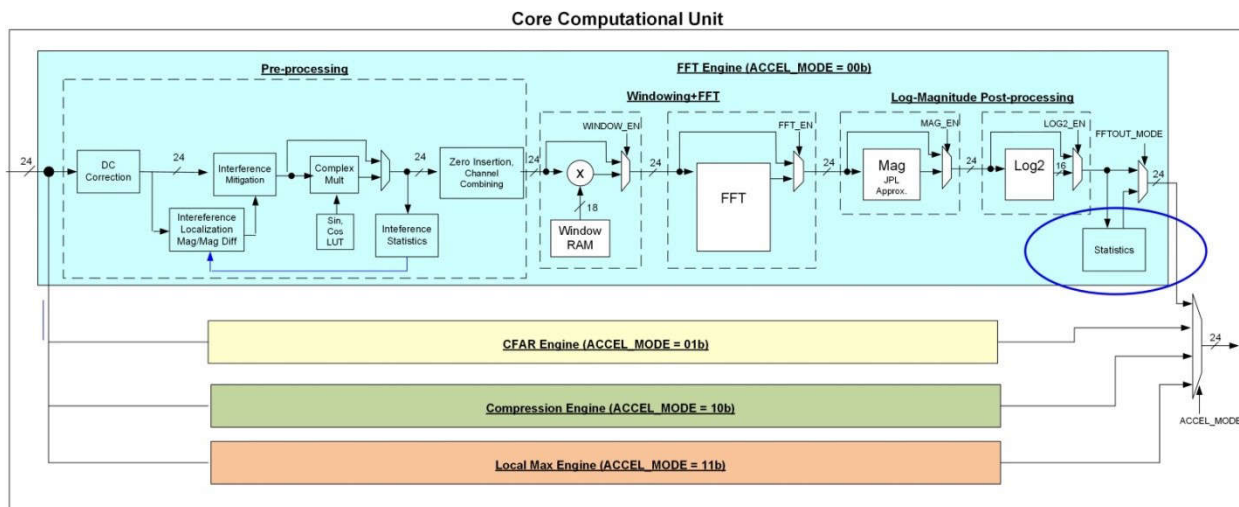 Core Computational Unit
FFT Engine (ACCEL_MODE = 00b)
Pre-processing
Windowing+FFT
Log-Magnitude Post-processing
24
DC
Correction
24
Interference
Mitigation
Intereference
Localization
Mag/Mag Diff
Complex
Mult
Sin,
Cos
LUT
24
Inteference
Statistics
Zero Insertion,
Channel
Combining
24
WINDOW_EN
X
18
Window
RAM
24
FFT_EN
FFT
24
MAG_EN
Mag
JPL
Approx.
24
LOG2_EN
Log2
16
FFTOUT_MODE
24
Statistics
CFAR Engine (ACCEL_MODE = 01b)
Compression Engine (ACCEL_MODE = 10b)
Local Max Engine (ACCEL_MODE = 11b)
24
ACCEL_MODE